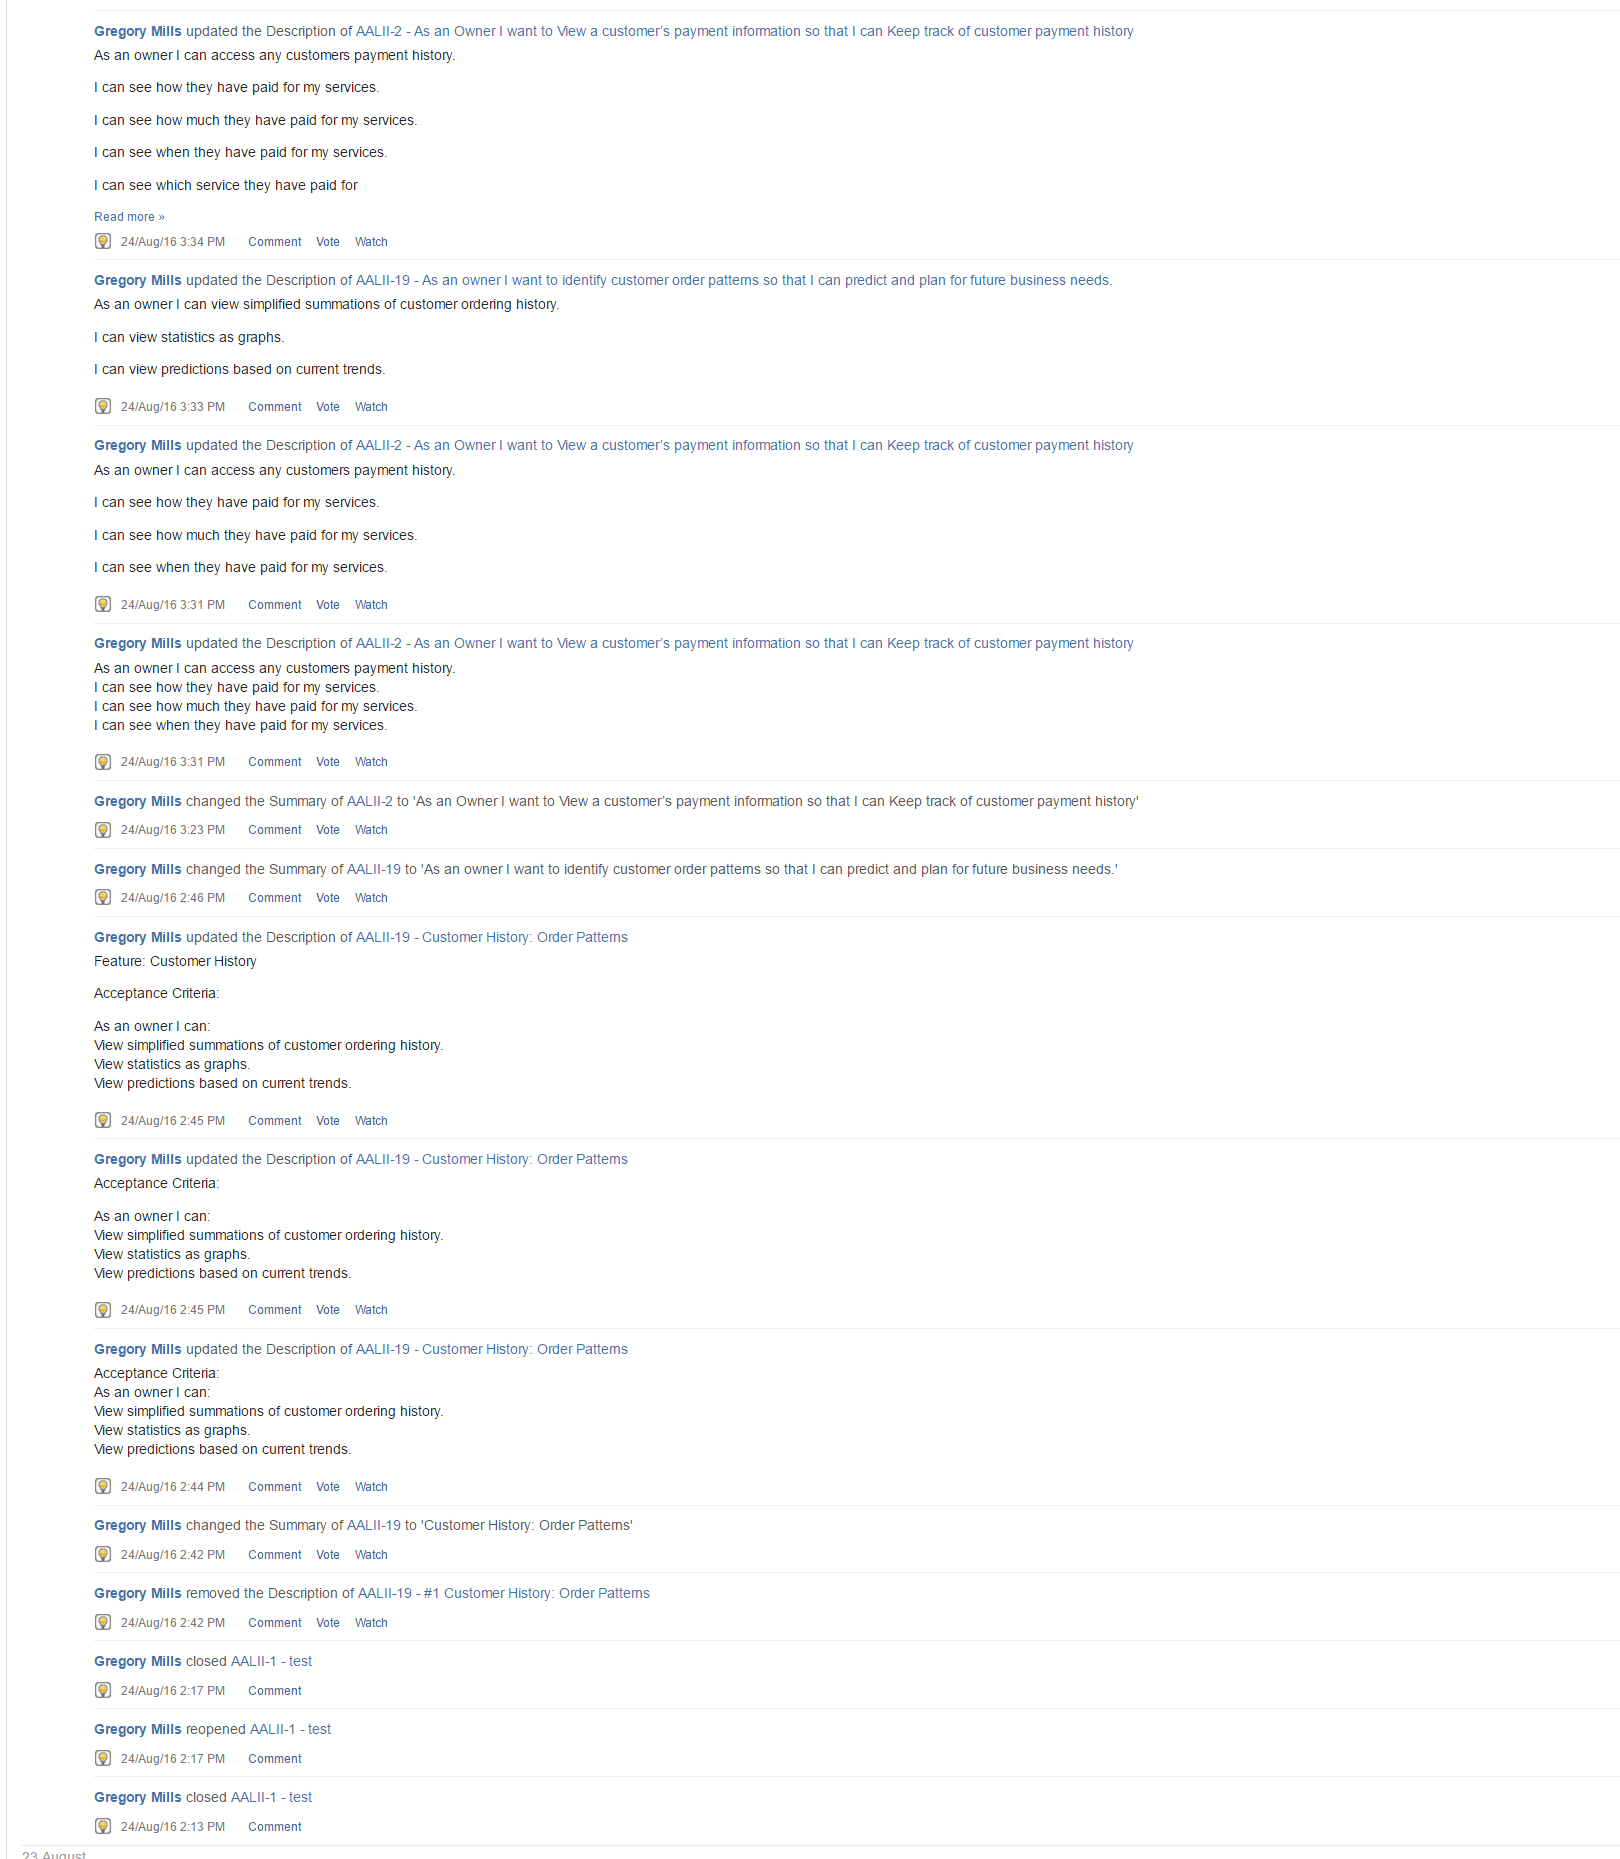 Gregory Mills updated the Description of AALII-2 - As an Owner I want to View a customer's payment information so that I can Keep track of customer payment history
As an owner I can access any customers payment history.
I can see how they have paid for my services.
I can see how much they have paid for my services.
I can see when they have paid for my services.
I can see which service they have paid for
Read more »
24/Aug/16 3:34 PM Comment Vote Watch
Gregory Mills updated the Description of AALII-19 - As an owner I want to identify customer order patterns so that I can predict and plan for future business needs.
As an owner I can view simplified summations of customer ordering history.
I can view statistics as graphs.
I can view predictions based on current trends.
24/Aug/16 3:33 PM Comment Vote Watch
Gregory Mills updated the Description of AALII-2 - As an Owner I want to View a customer's payment information so that I can Keep track of customer payment history
As an owner I can access any customers payment history.
I can see how they have paid for my services.
I can see how much they have paid for my services.
I can see when they have paid for my services.
24/Aug/16 3:31 PM Comment Vote Watch
Gregory Mills updated the Description of AALII-2 - As an Owner I want to View a customer's payment information so that I can Keep track of customer payment history
As an owner I can access any customers payment history.
I can see how they have paid for my services.
I can see how much they have paid for my services.
I can see when they have paid for my services.
24/Aug/16 3:31 PM Comment Vote Watch
Gregory Mills changed the Summary of AALII-2 to 'As an Owner I want to View a customer's payment information so that I can Keep track of customer payment history'
24/Aug/16 3:23 PM Comment Vote Watch
Gregory Mills changed the Summary of AALII-19 to 'As an owner I want to identify customer order patterns so that I can predict and plan for future business needs.'
24/Aug/16 2:46 PM Comment Vote Watch
Gregory Mills updated the Description of AALII-19 - Customer History: Order Patterns
Feature: Customer History
Acceptance Criteria:
As an owner I can:
View simplified summations of customer ordering history.
View statistics as graphs.
View predictions based on current trends.
24/Aug/16 2:45 PM Comment Vote Watch
Gregory Mills updated the Description of AALII-19 - Customer History: Order Patterns
Acceptance Criteria:
As an owner I can:
View simplified summations of customer ordering history.
View statistics as graphs.
View predictions based on current trends.
24/Aug/16 2:45 PM Comment Vote Watch
Gregory Mills updated the Description of AALII-19 - Customer History: Order Patterns
Acceptance Criteria:
As an owner I can:
View simplified summations of customer ordering history.
View statistics as graphs.
View predictions based on current trends.
24/Aug/16 2:44 PM Comment Vote Watch
Gregory Mills changed the Summary of AALII-19 to 'Customer History: Order Patterns'
24/Aug/16 2:42 PM Comment Vote Watch
Gregory Mills removed the Description of AALII-19 - #1 Customer History: Order Patterns
24/Aug/16 2:42 PM Comment Vote Watch
Gregory Mills closed AALII-1 - test
24/Aug/16 2:17 PM Comment
Gregory Mills reopened AALII-1 - test
24/Aug/16 2:17 PM Comment
Gregory Mills closed AALII-1 - test
24/Aug/16 2:13 PM Comment
23 August